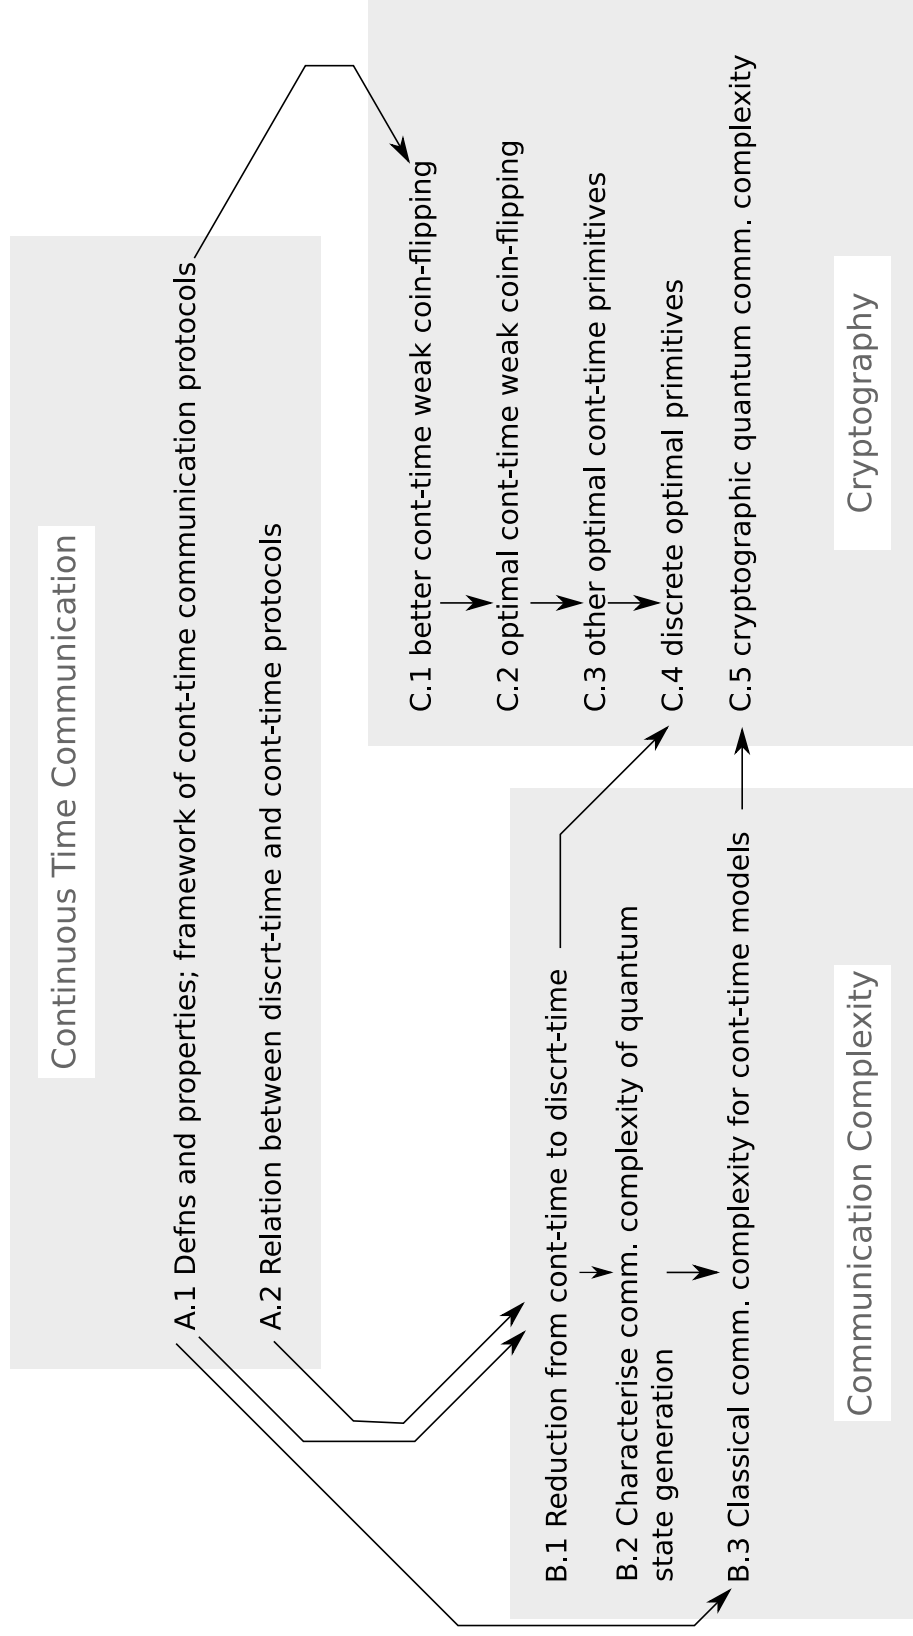 Continuous Time Communication
A.1 Defns and properties; framework of cont-time communication protocols
A.2 Relation between discrt-time and cont-time protocols
B.1 Reduction from cont-time to discrt-time
B.2 Characterise comm. complexity of quantum
state generation
B.3 Classical comm. complexity for cont-time models
Communication Complexity
C.1 better cont-time weak coin-flipping
C.2 optimal cont-time weak coin-flipping
C.3 other optimal cont-time primitives
C.4 discrete optimal primitives
C.5 cryptographic quantum comm. complexity
Cryptography